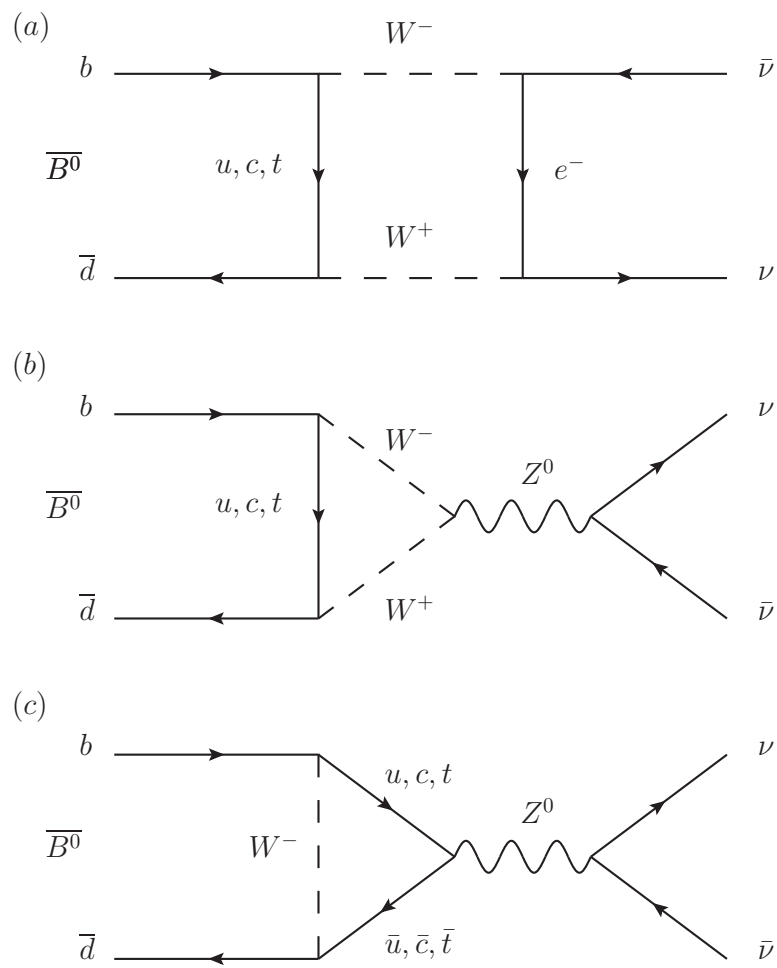 (a)
W⁻
b
ν̄
B̅⁰
u, c, t
e⁻
W⁺
d̅
ν
(b)
b
ν
W⁻
B̅⁰
u, c, t
Z⁰
W⁺
d̅
ν̄
(c)
b
ν
u, c, t
B̅⁰
W⁻
Z⁰
ū, c̄, t̄
d̅
ν̄